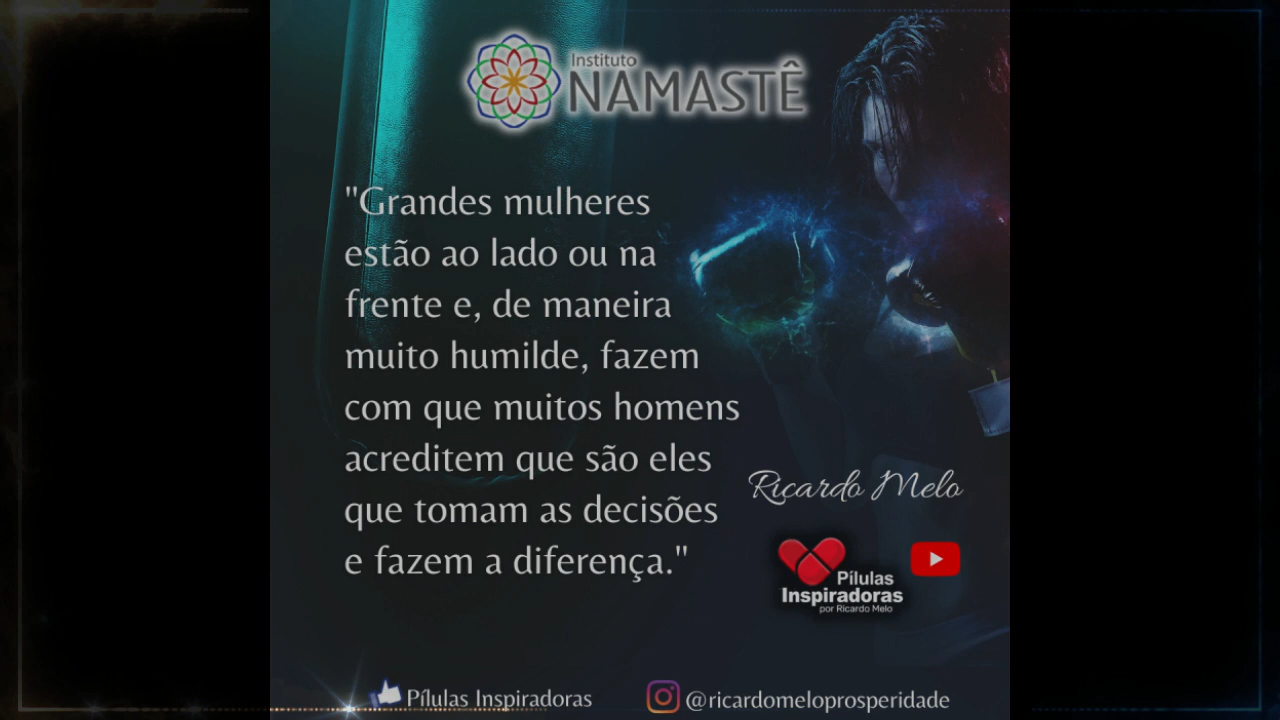 Instituto
NAMASTÊ
"Grandes mulheres
estão ao lado ou na
frente e, de maneira
muito humilde, fazem
com que muitos homens
acreditem que são eles
que tomam as decisões
e fazem a diferença."
Ricardo Melo
Pílulas
Inspiradoras
por Ricardo Melo
Pílulas Inspiradoras
@ricardomeloprosperidade